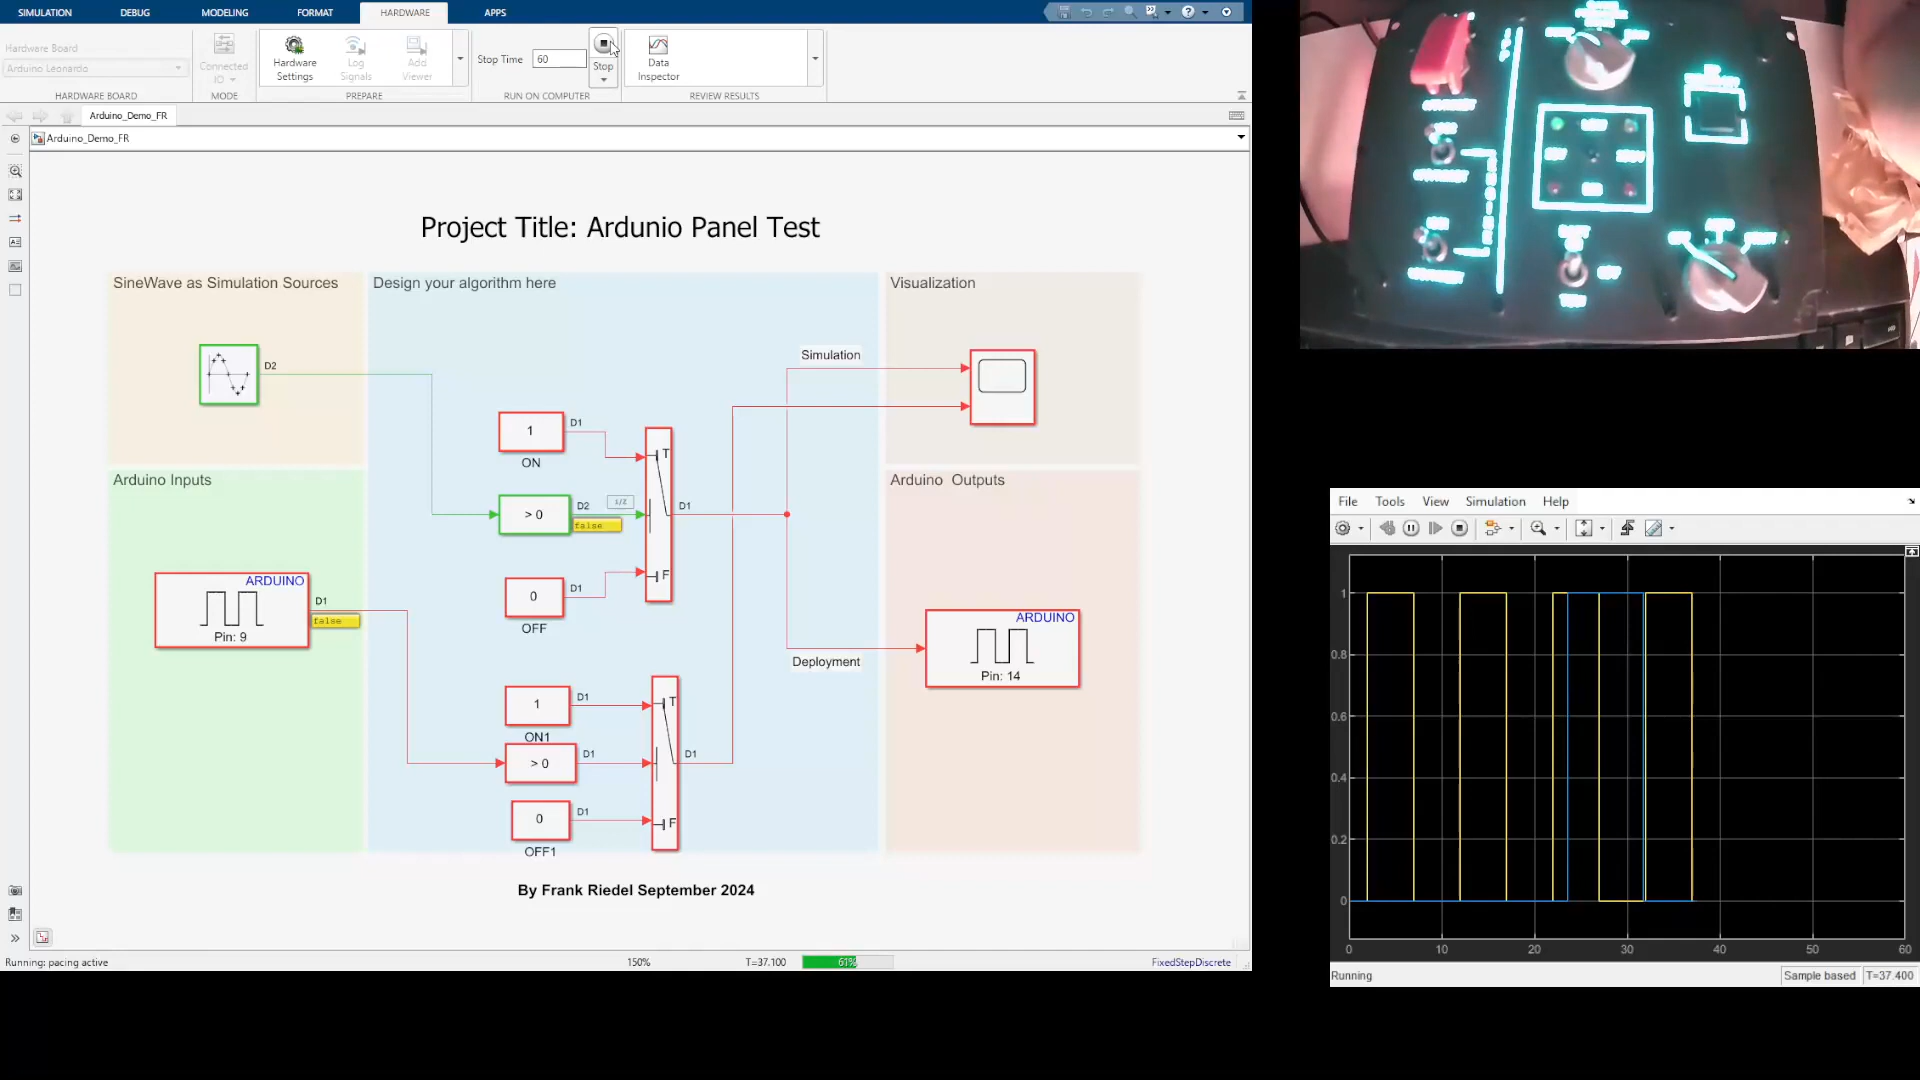 SIMULATION DEBUG MODELING FORMAT HARDWARE APPS
Hardware Board
Arduino Leonardo
Connected
IO
Hardware
Settings
Log
Signals
Add
Viewer
Stop Time 60
Stop
Data
Inspector
HARDWARE BOARD MODE PREPARE RUN ON COMPUTER REVIEW RESULTS
Arduino_Demo_FR
Arduino_Demo_FR
Project Title: Ardunio Panel Test
SineWave as Simulation Sources
Design your algorithm here
Visualization
Simulation
D2
1
D1
ON
T
Arduino Inputs
Arduino Outputs
> 0
D2
1/Z
false
D1
ARDUINO
Pin: 9
D1
false
0
D1
F
OFF
ARDUINO
Pin: 14
Deployment
1
D1
T
ON1
> 0
D1
D1
0
D1
F
OFF1
By Frank Riedel September 2024
Running: pacing active 150% T=37.100 61% FixedStepDiscrete
File Tools View Simulation Help
1
0.8
0.6
0.4
0.2
0
0 10 20 30 40 50 60
Running Sample based T=37.400